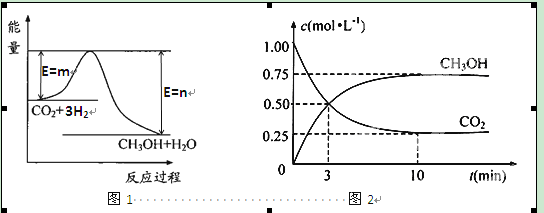 能量
E=m
E=n
CO₂+3H₂
CH₃OH+H₂O
反应过程
图 1
c(mol•L⁻¹)
1.00
0.75
0.50
0.25
0
CH₃OH
CO₂
3
10
t(min)
图 2